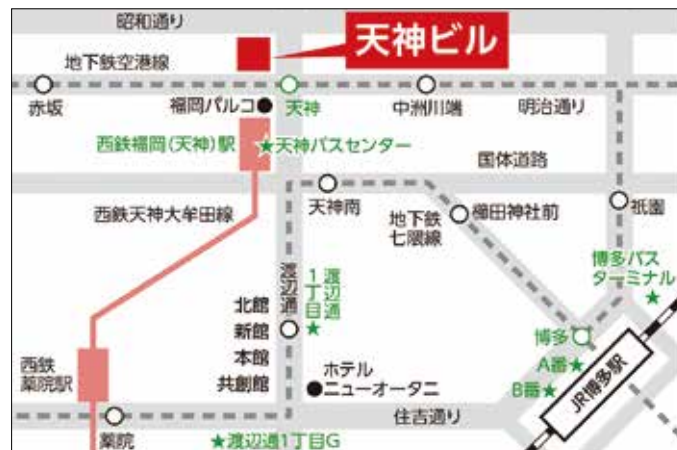 昭和通り
天神ビル
地下鉄空港線
赤坂
福岡パルコ
天神
中洲川端
明治通り
西鉄福岡(天神)駅
★天神バスセンター
国体道路
西鉄天神大牟田線
天神南
地下鉄
七隈線
櫛田神社前
祇園
博多バス
ターミナル
★
渡辺通
渡辺通
1丁目
★
北館
新館
本館
共創館
博多
A番★
B番★
JR博多駅
西鉄
薬院駅
ホテル
ニューオータニ
薬院
住吉通り
★渡辺通1丁目G